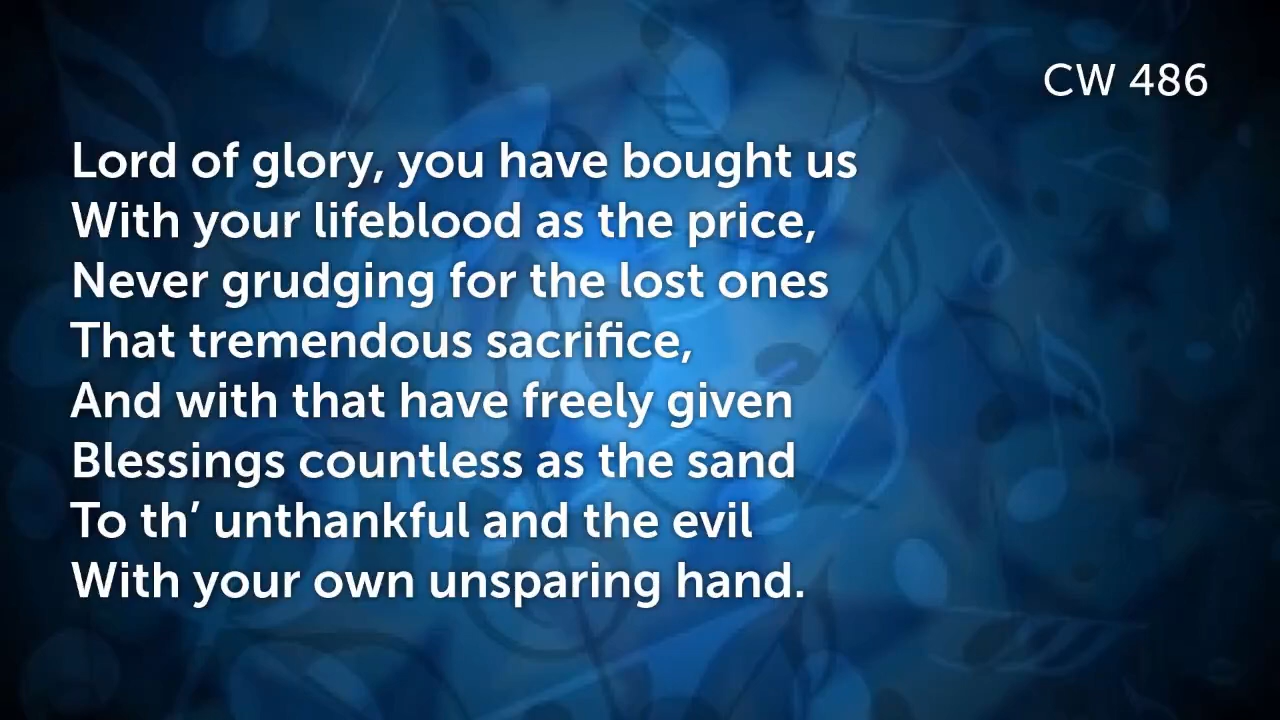 CW 486
Lord of glory, you have bought us
With your lifeblood as the price,
Never grudging for the lost ones
That tremendous sacrifice,
And with that have freely given
Blessings countless as the sand
To th’ unthankful and the evil
With your own unsparing hand.